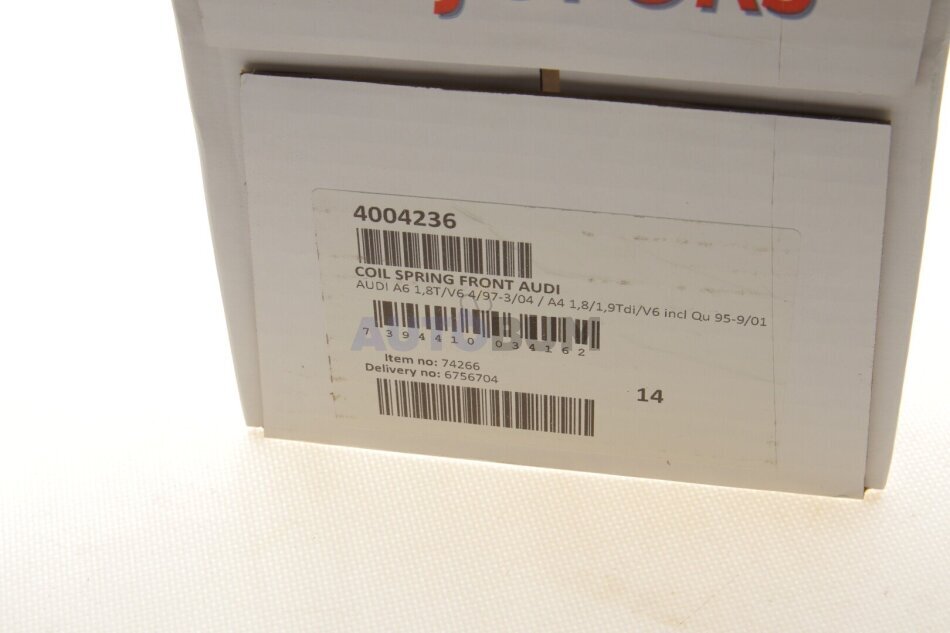 4004236
COIL SPRING FRONT AUDI
AUDI A6 1,8T/V6 4/97-3/04 / A4 1,8/1,9Tdi/V6 incl Qu 95-9/01
AUTOBUM
7 394410 034162
Item no: 74266
Delivery no: 6756704
14